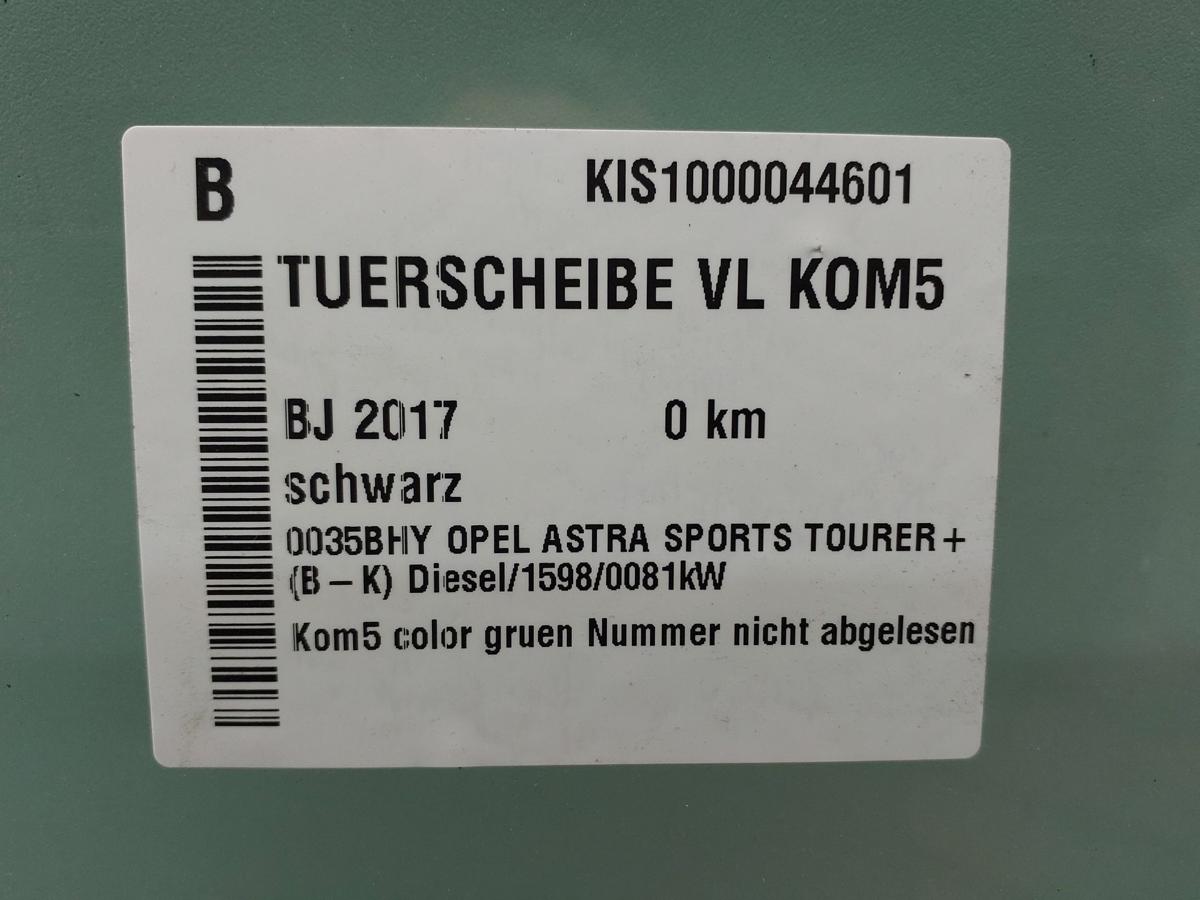 B KIS1000044601
TUERSCHEIBE VL KOM5
BJ 2017 0 km
schwarz
0035BHY OPEL ASTRA SPORTS TOURER+
(B – K) Diesel/1598/0081kW
Kom5 color gruen Nummer nicht abgelesen